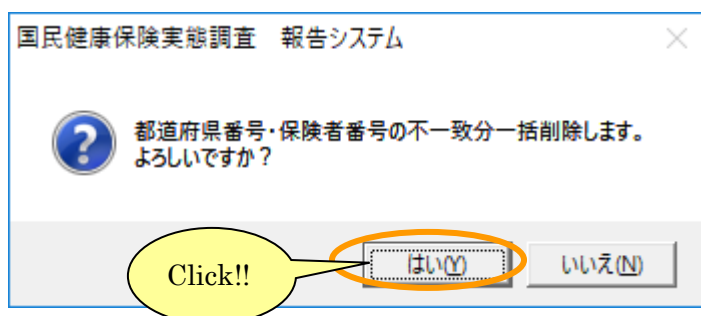 国民健康保険実態調査　報告システム
都道府県番号・保険者番号の不一致分一括削除します。
よろしいですか？
Click!!
はい(Y)
いいえ(N)